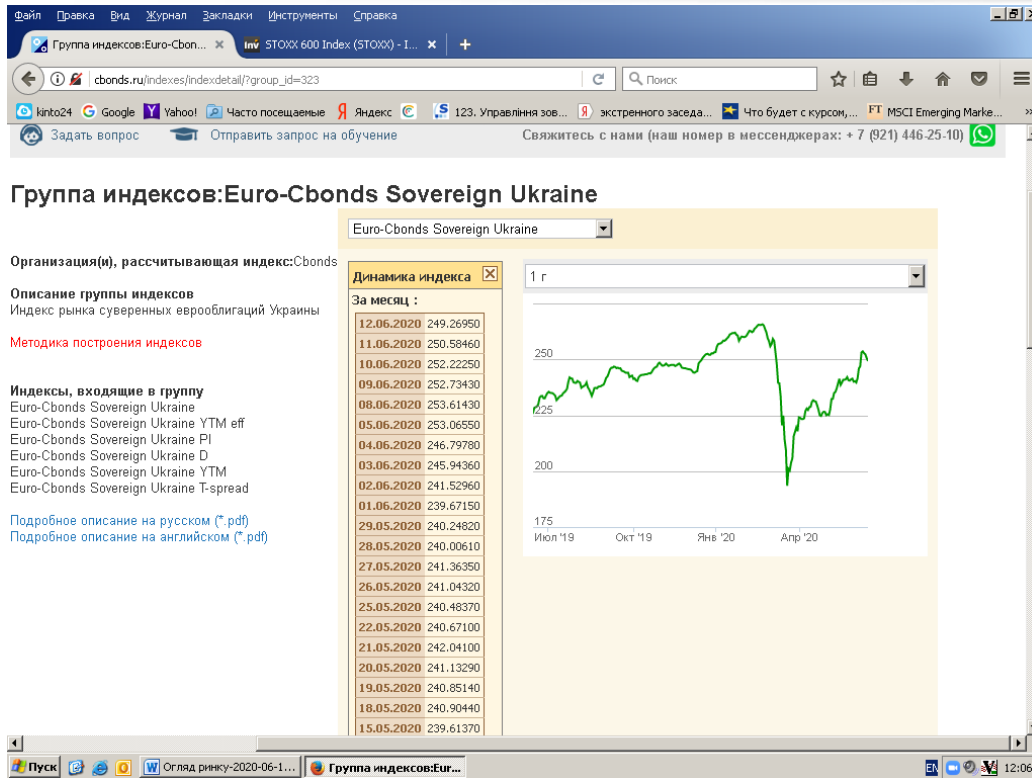 Файл Правка Вид Журнал Закладки Инструменты Справка
Группа индексов:Euro-Cbon... STOXX 600 Index (STOXX) - I...
cbonds.ru/indexes/indexdetail/?group_id=323 Поиск
kinto24 Google Yahoo! Часто посещаемые Яндекс 123. Управління зов... экстренного заседа... Что будет с курсом,... MSCI Emerging Marke...
Задать вопрос Отправить запрос на обучение Свяжитесь с нами (наш номер в мессенджерах: + 7 (921) 446-25-10)
Группа индексов:Euro-Cbonds Sovereign Ukraine
Euro-Cbonds Sovereign Ukraine
Организация(и), рассчитывающая индекс:Cbonds
Описание группы индексов
Индекс рынка суверенных еврооблигаций Украины
Методика построения индексов
Индексы, входящие в группу
Euro-Cbonds Sovereign Ukraine
Euro-Cbonds Sovereign Ukraine YTM eff
Euro-Cbonds Sovereign Ukraine PI
Euro-Cbonds Sovereign Ukraine D
Euro-Cbonds Sovereign Ukraine YTM
Euro-Cbonds Sovereign Ukraine T-spread
Подробное описание на русском (*.pdf)
Подробное описание на английском (*.pdf)
Динамика индекса
За месяц :
12.06.2020 249.26950
11.06.2020 250.58460
10.06.2020 252.22250
09.06.2020 252.73430
08.06.2020 253.61430
05.06.2020 253.06550
04.06.2020 246.79780
03.06.2020 245.94360
02.06.2020 241.52960
01.06.2020 239.67150
29.05.2020 240.24820
28.05.2020 240.00610
27.05.2020 241.36350
26.05.2020 241.04320
25.05.2020 240.48370
22.05.2020 240.67100
21.05.2020 242.04100
20.05.2020 241.13290
19.05.2020 240.85140
18.05.2020 240.90440
15.05.2020 239.61370
1 г
250
225
200
175
Июл '19 Окт '19 Янв '20 Апр '20
Пуск Огляд ринку-2020-06-1... Группа индексов:Eur... EN 12:06